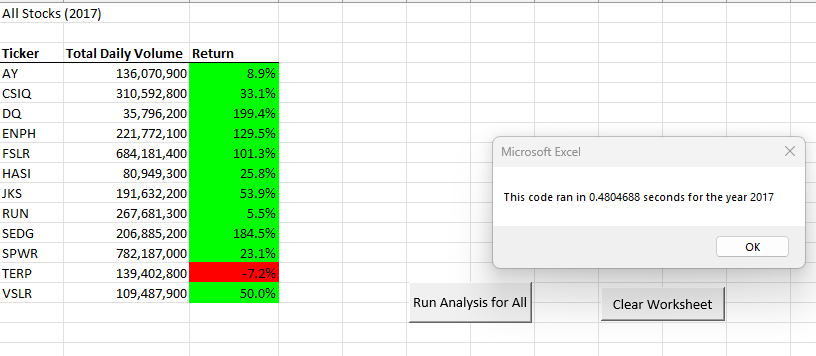 All Stocks (2017)
Ticker Total Daily Volume Return
AY 136,070,900 8.9%
CSIQ 310,592,800 33.1%
DQ 35,796,200 199.4%
ENPH 221,772,100 129.5%
FSLR 684,181,400 101.3%
HASI 80,949,300 25.8%
JKS 191,632,200 53.9%
RUN 267,681,300 5.5%
SEDG 206,885,200 184.5%
SPWR 782,187,000 23.1%
TERP 139,402,800 -7.2%
VSLR 109,487,900 50.0%
Microsoft Excel
This code ran in 0.4804688 seconds for the year 2017
OK
Run Analysis for All
Clear Worksheet